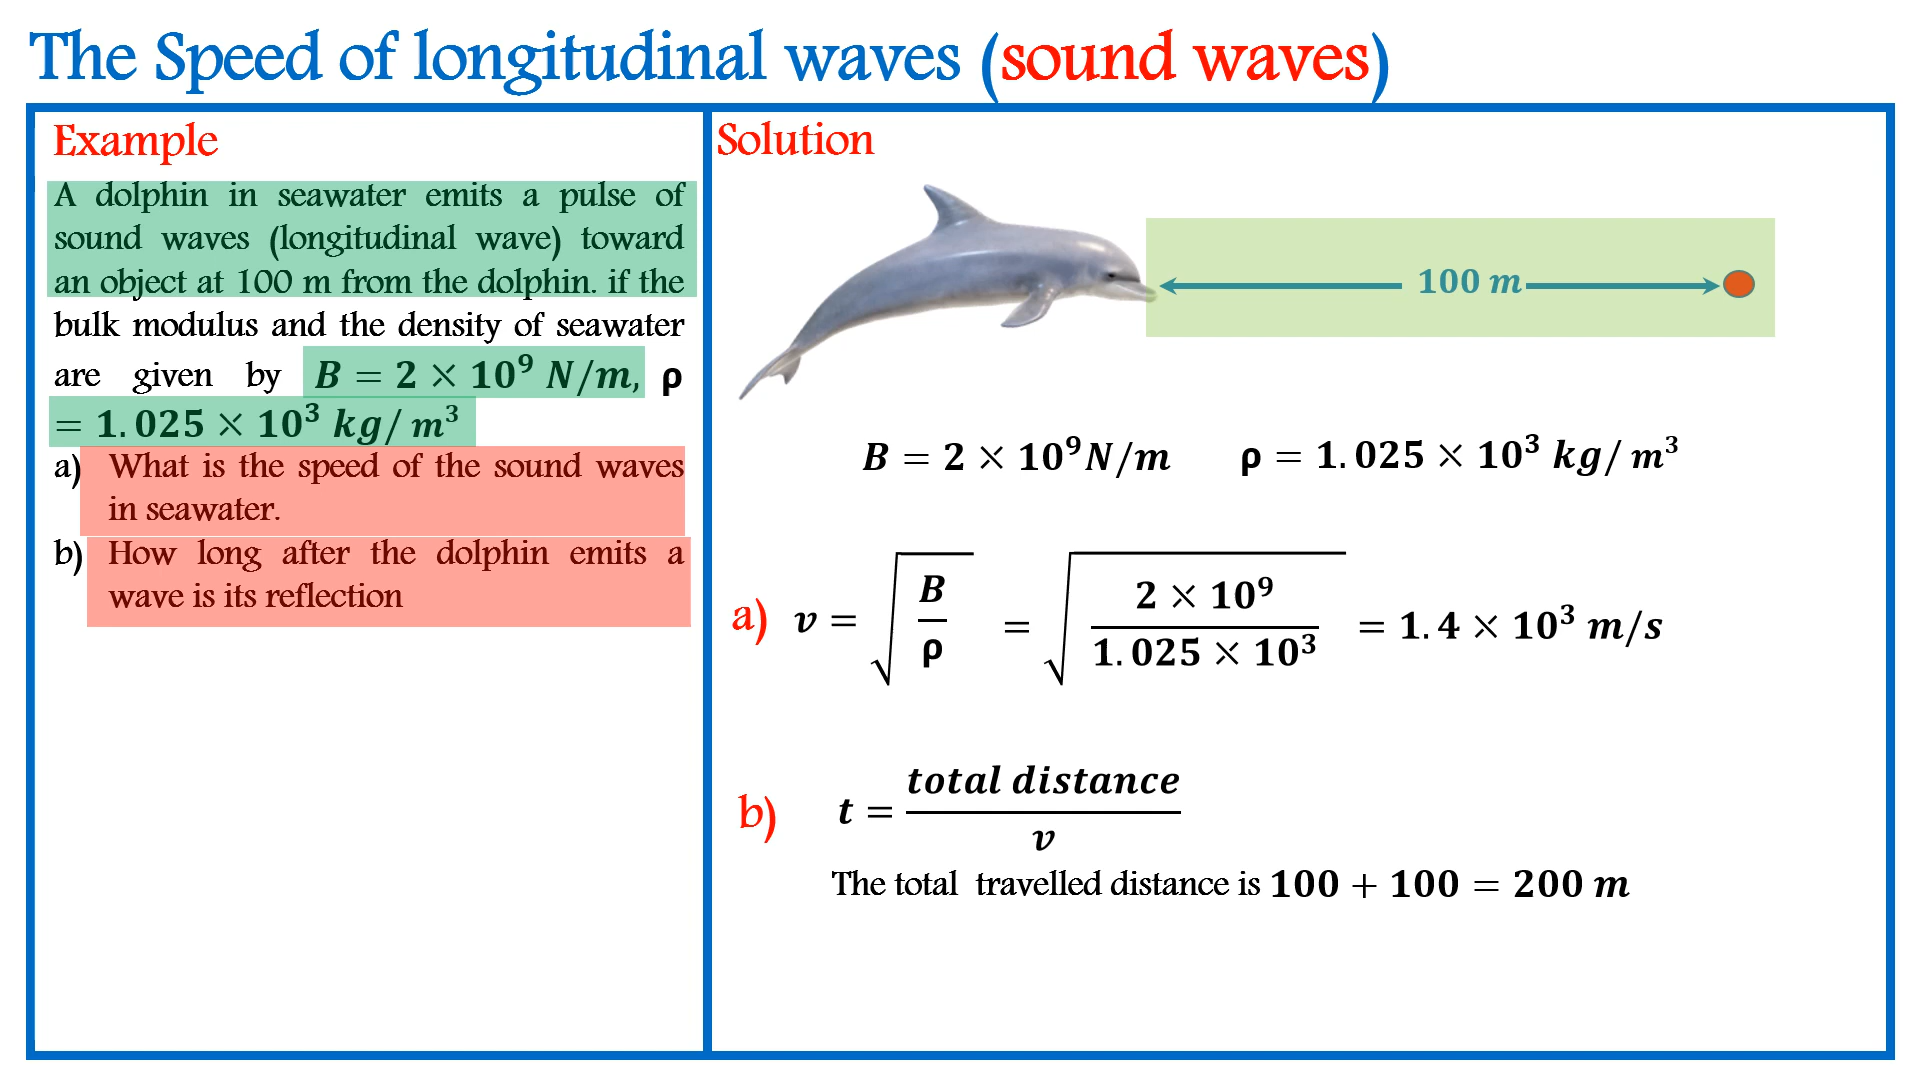 The Speed of longitudinal waves (sound waves)
Example
A dolphin in seawater emits a pulse of
sound waves (longitudinal wave) toward
an object at 100 m from the dolphin. if the
bulk modulus and the density of seawater
are given by B = 2 × 10⁹ N/m, ρ
= 1.025 × 10³ kg/ m³
a) What is the speed of the sound waves
in seawater.
b) How long after the dolphin emits a
wave is its reflection
Solution
100 m
B = 2 × 10⁹N/m ρ = 1.025 × 10³ kg/ m³
a) v = √(B/ρ) = √((2 × 10⁹)/(1.025 × 10³)) = 1.4 × 10³ m/s
b) t = total distance/v
The total travelled distance is 100 + 100 = 200 m